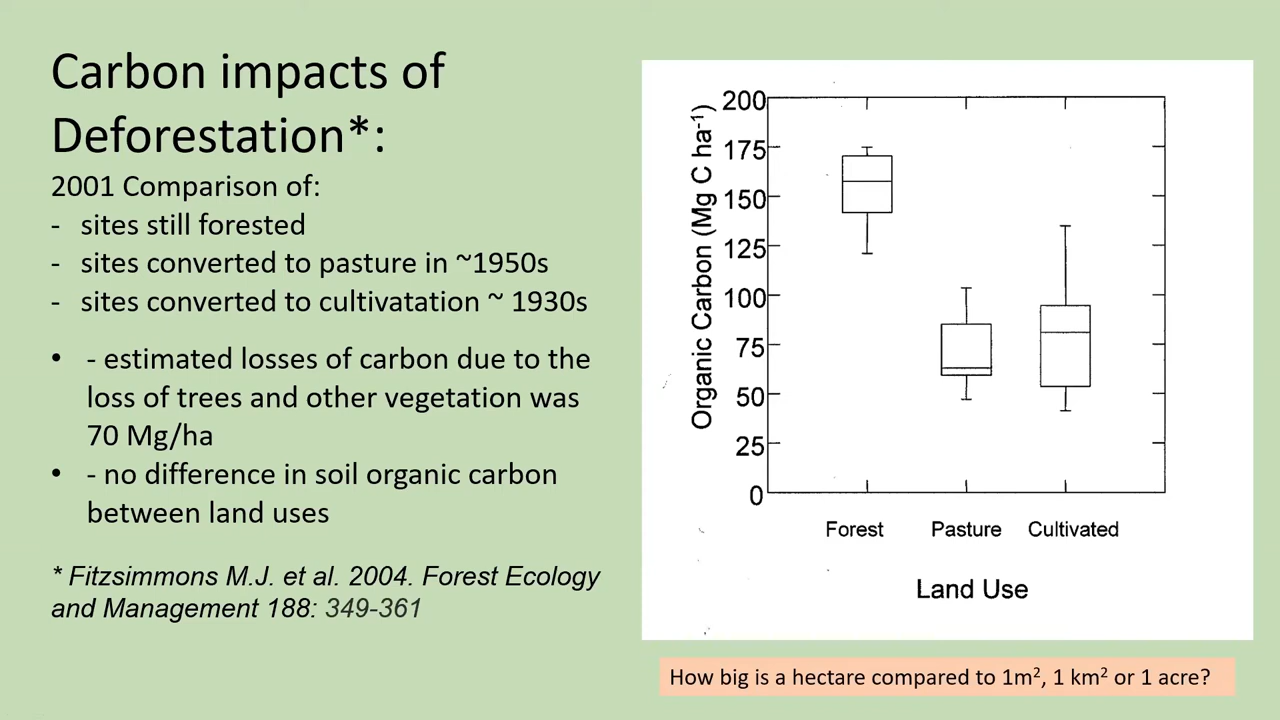 Carbon impacts of
Deforestation*:
2001 Comparison of:
- sites still forested
- sites converted to pasture in ~1950s
- sites converted to cultivatation ~ 1930s
• - estimated losses of carbon due to the
loss of trees and other vegetation was
70 Mg/ha
• - no difference in soil organic carbon
between land uses
* Fitzsimmons M.J. et al. 2004. Forest Ecology
and Management 188: 349-361
Organic Carbon (Mg C ha⁻¹)
200
175
150
125
100
75
50
25
0
Forest Pasture Cultivated
Land Use
How big is a hectare compared to 1m², 1 km² or 1 acre?